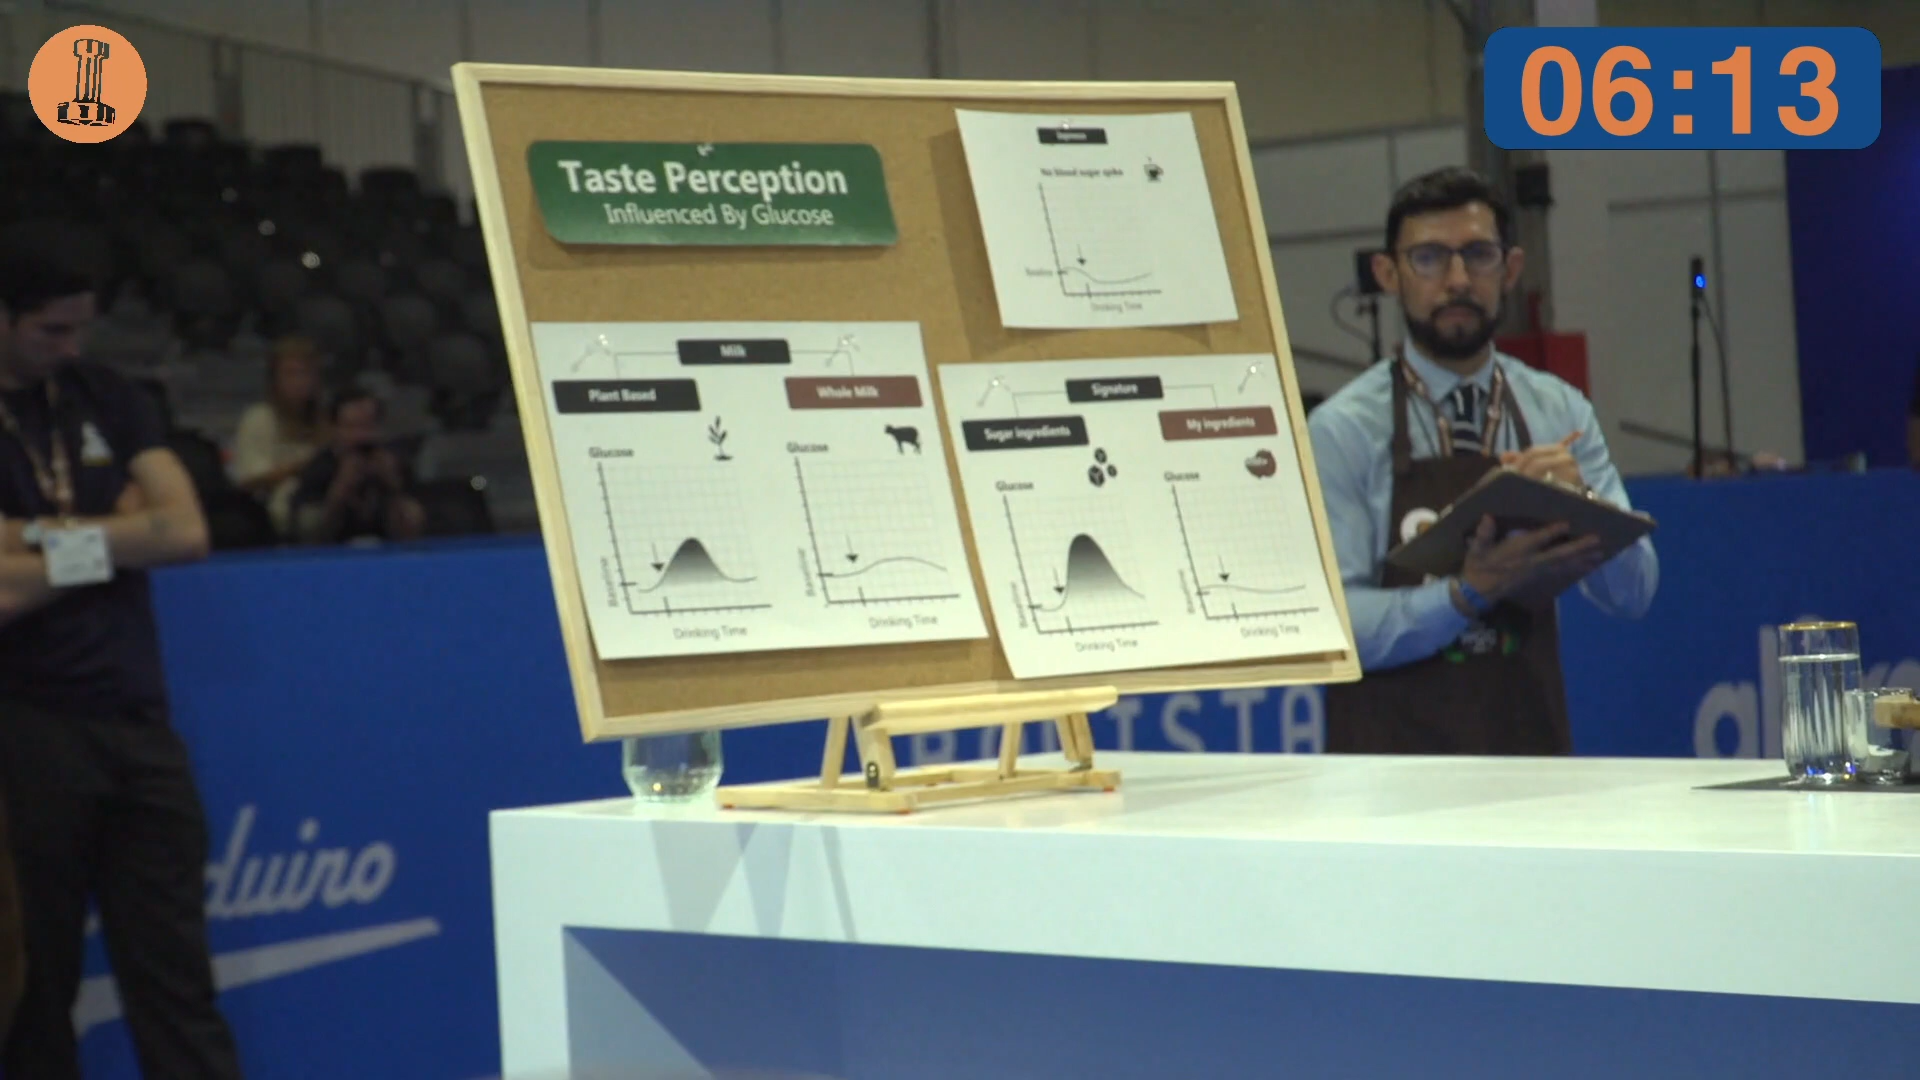 06:13
Taste Perception
Influenced By Glucose
Espresso
No blood sugar spike
Baseline
Drinking Time
Milk
Plant Based
Whole Milk
Glucose
Glucose
Baseline
Baseline
Drinking Time
Drinking Time
Signature
Sugar ingredients
My ingredients
Glucose
Glucose
Baseline
Baseline
Drinking Time
Drinking Time
duino